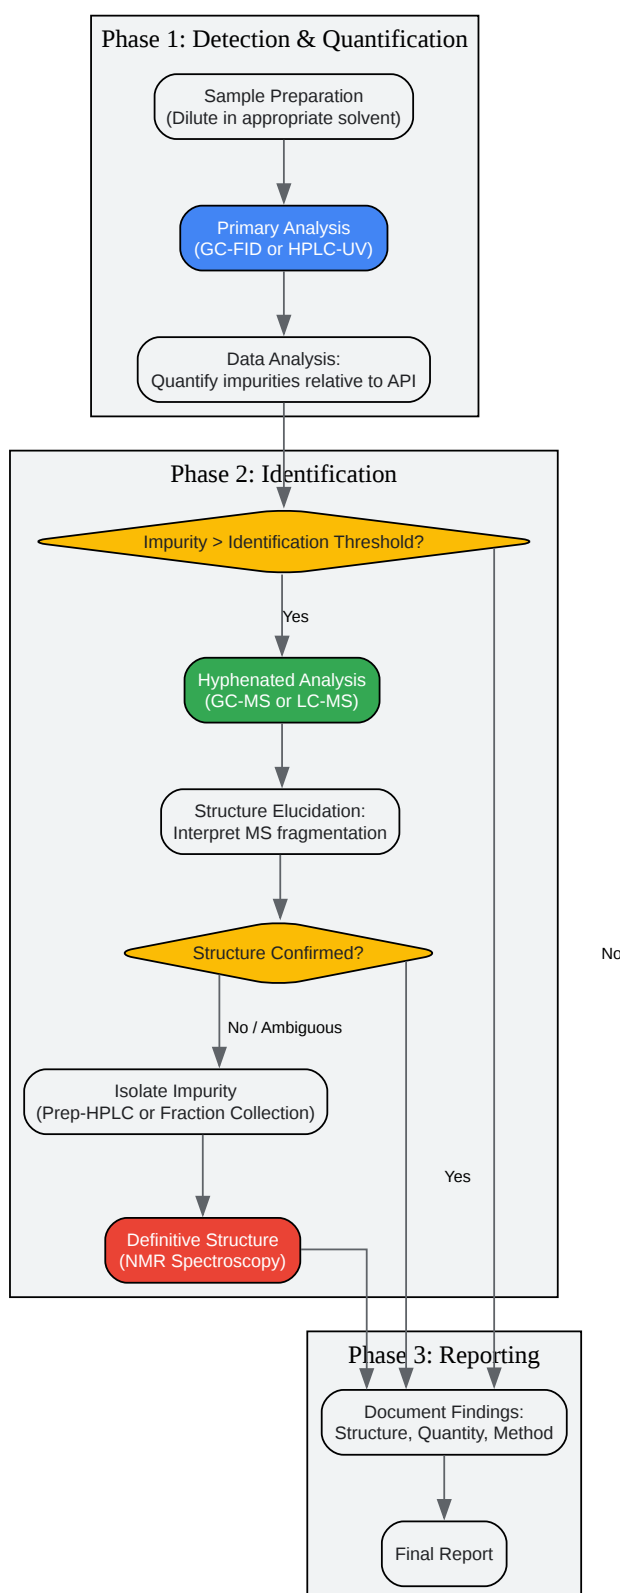 Phase 1: Detection & Quantification
Sample Preparation
(Dilute in appropriate solvent)
Primary Analysis
(GC-FID or HPLC-UV)
Data Analysis:
Quantify impurities relative to API
Phase 2: Identification
Impurity > Identification Threshold?
Yes
Hyphenated Analysis
(GC-MS or LC-MS)
Structure Elucidation:
Interpret MS fragmentation
Structure Confirmed?
No
No / Ambiguous
Isolate Impurity
(Prep-HPLC or Fraction Collection)
Yes
Definitive Structure
(NMR Spectroscopy)
Phase 3: Reporting
Document Findings:
Structure, Quantity, Method
Final Report